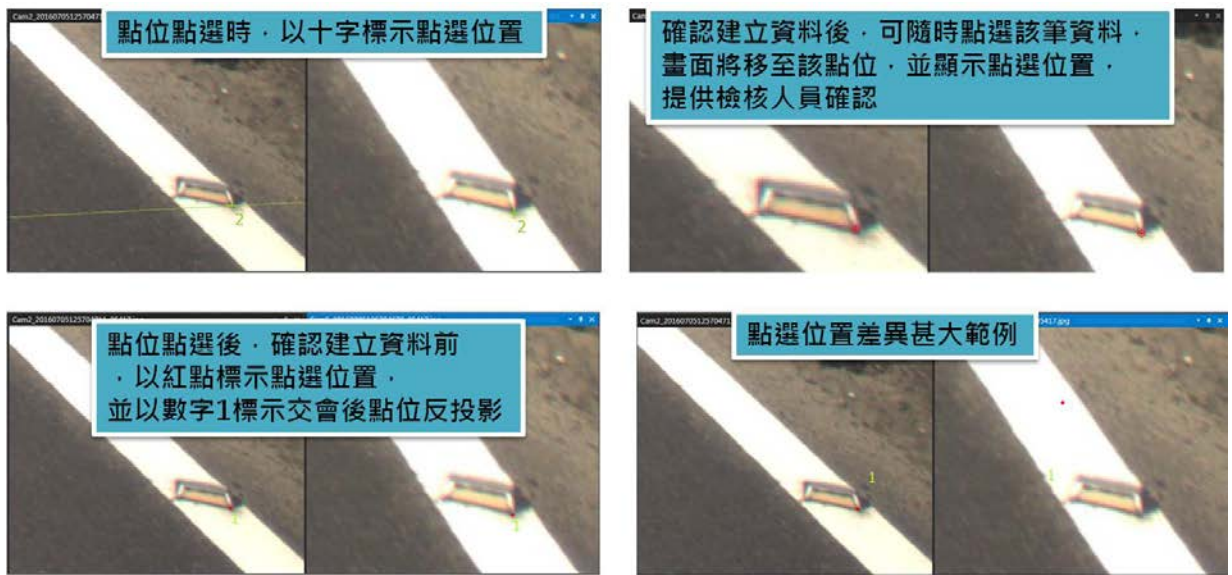 Cam2_2016070512570471
點位點選時，以十字標示點選位置
2
2
確認建立資料後，可隨時點選該筆資料，
畫面將移至該點位，並顯示點選位置，
提供檢核人員確認
點位點選後，確認建立資料前
，以紅點標示點選位置，
並以數字1標示交會後點位反投影
1
1
Cam2_2016070512570471
5417.jpg
點選位置差異甚大範例
1
1